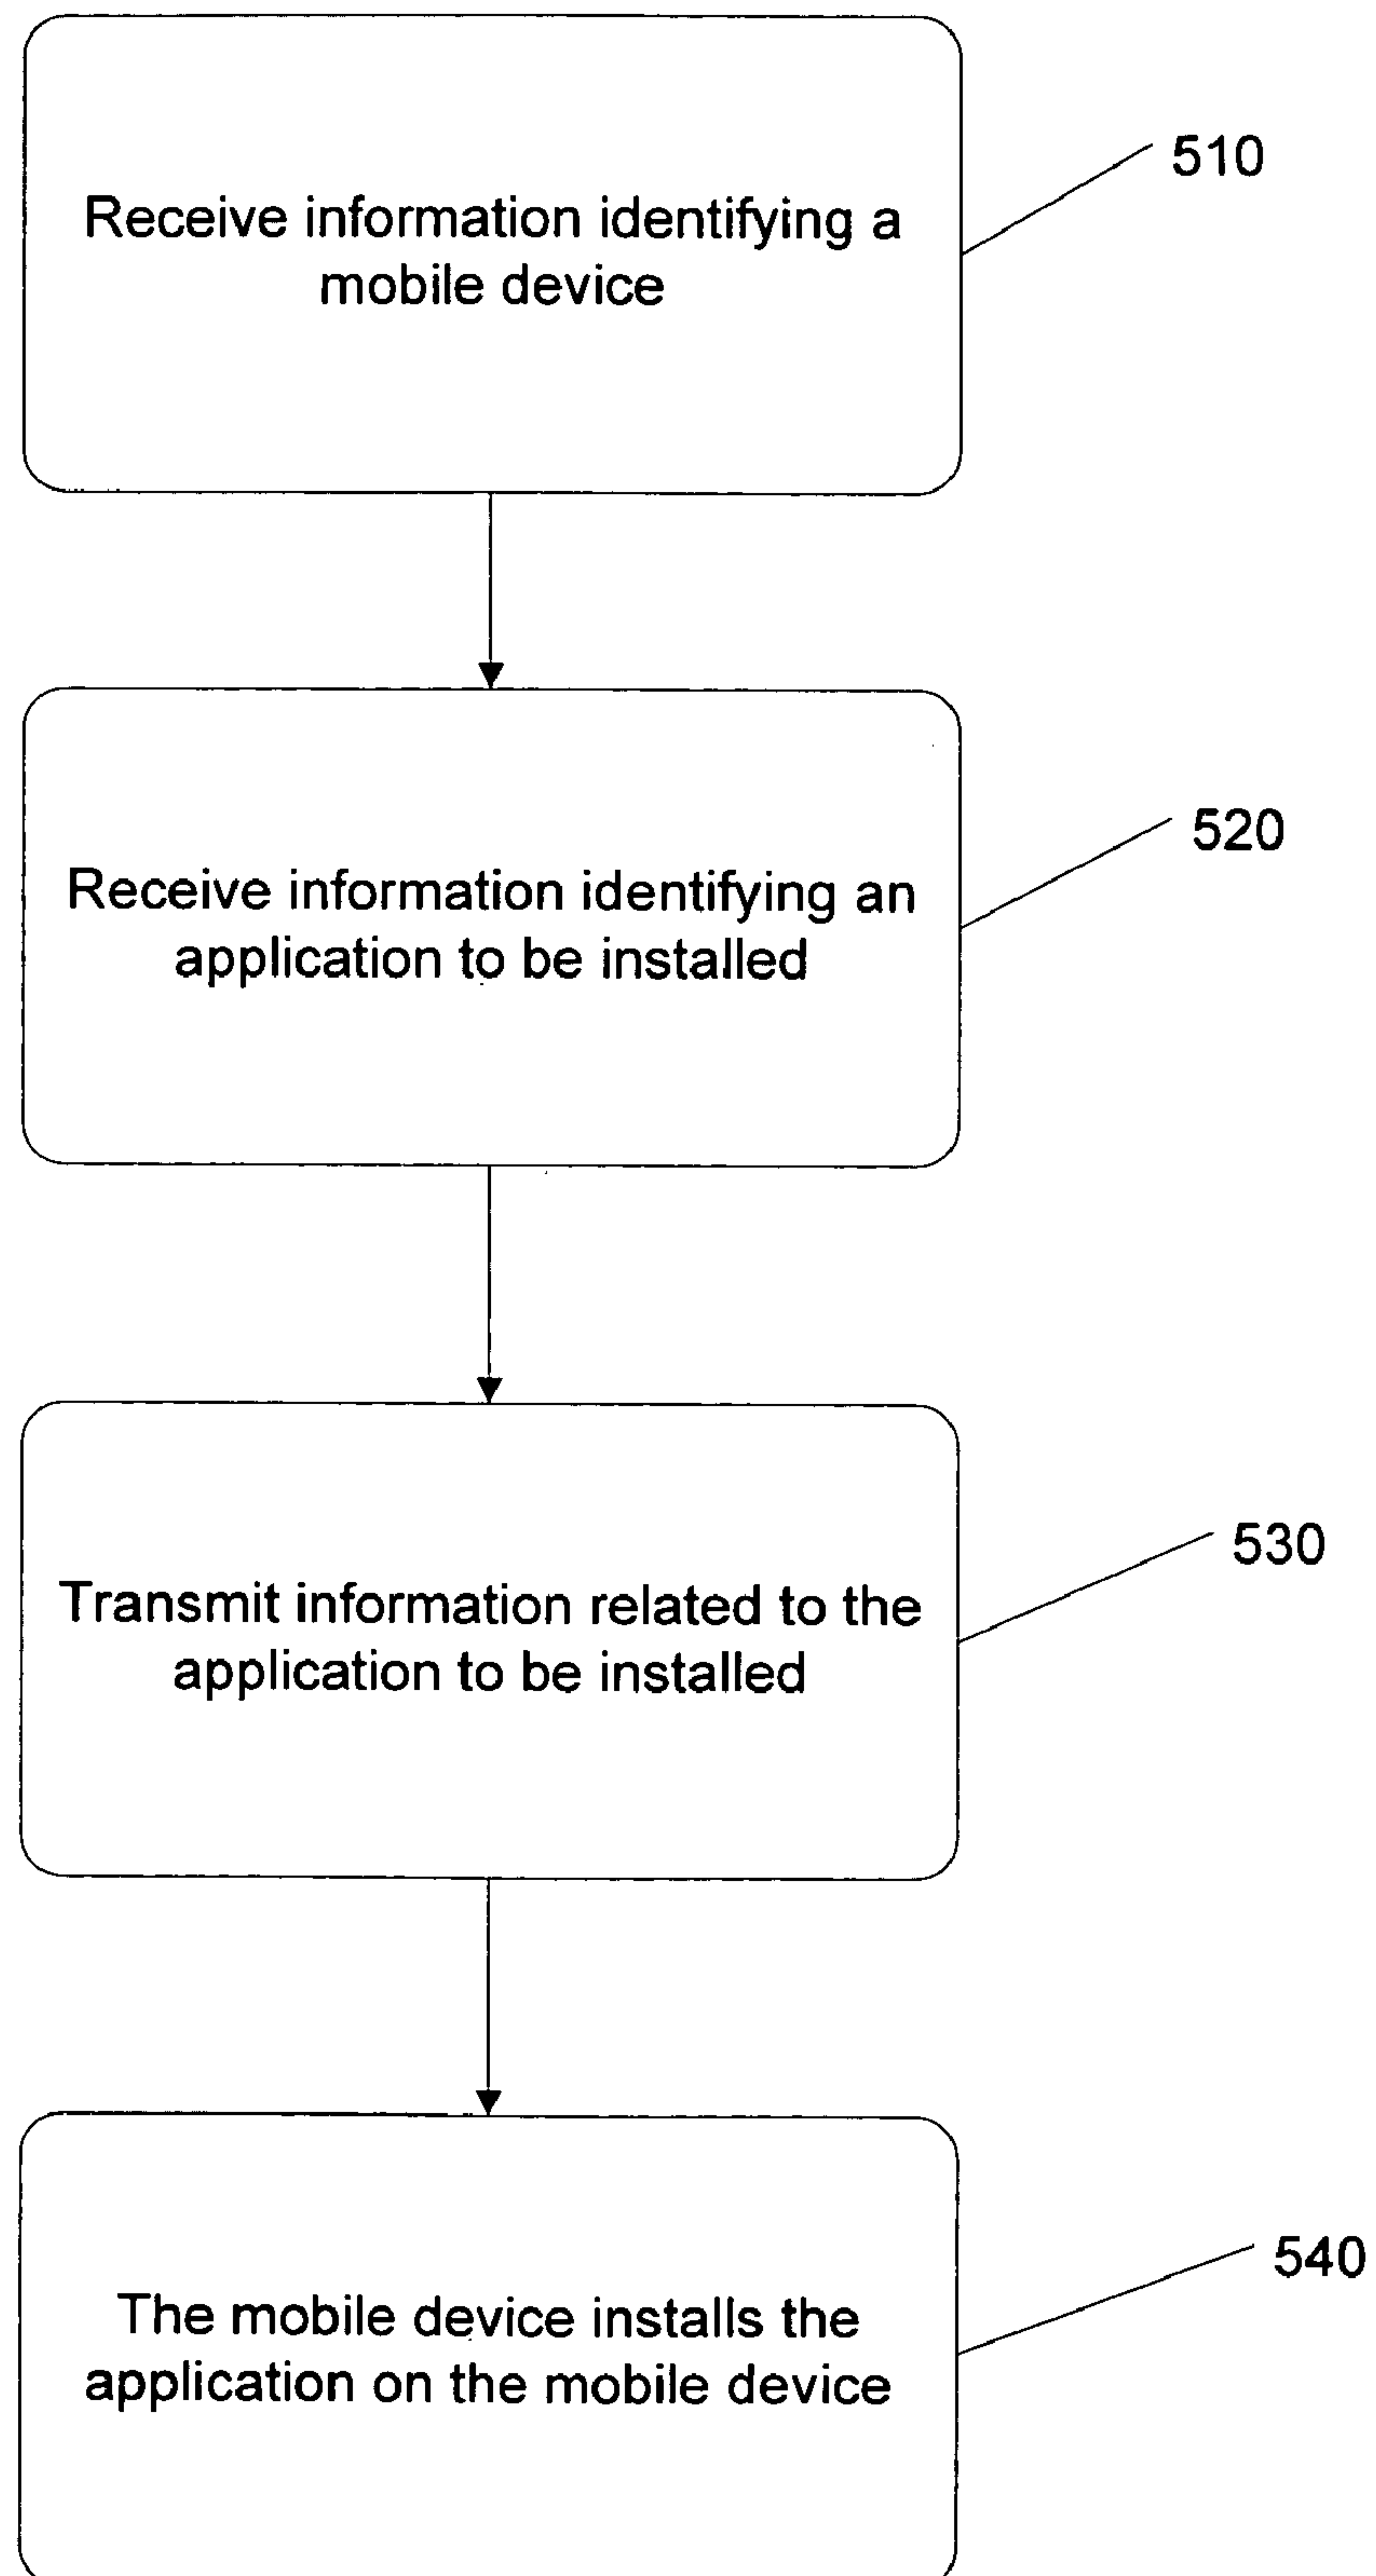 510
Receive information identifying a
mobile device
520
Receive information identifying an
application to be installed
530
Transmit information related to the
application to be installed
540
The mobile device installs the
application on the mobile device